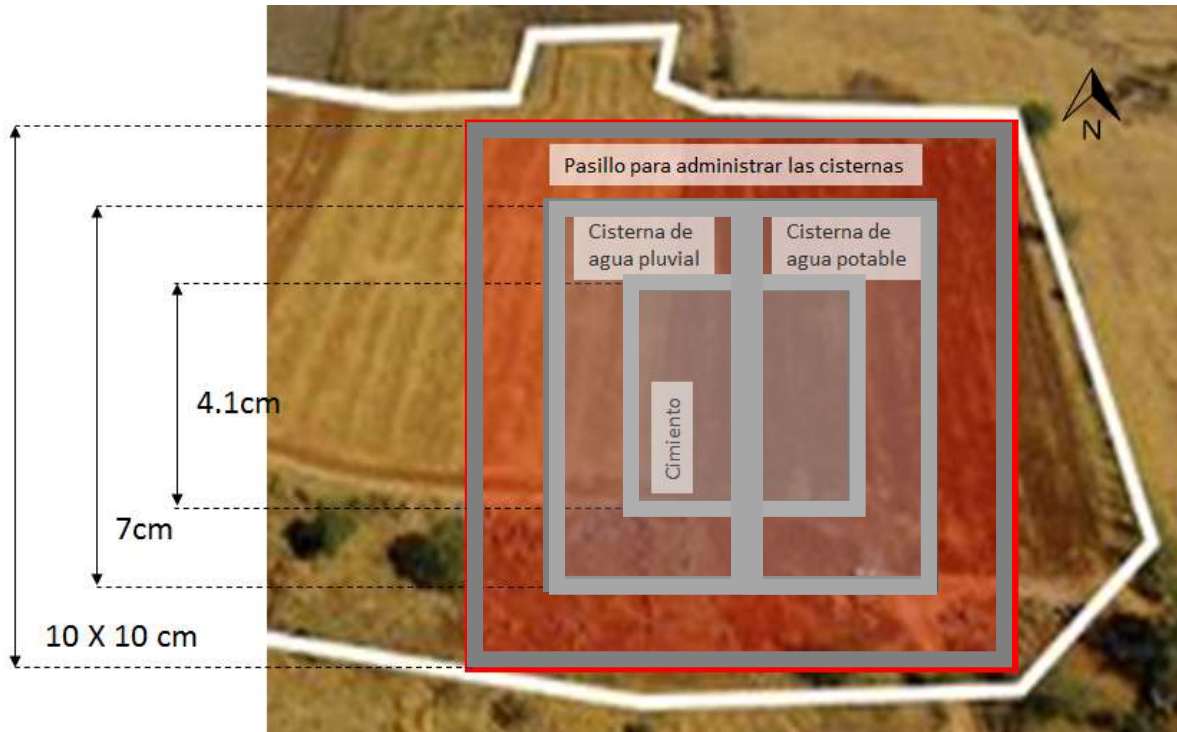 N
Pasillo para administrar las cisternas
Cisterna de
agua pluvial
Cisterna de
agua potable
4.1cm
Cimiento
7cm
10 X 10 cm